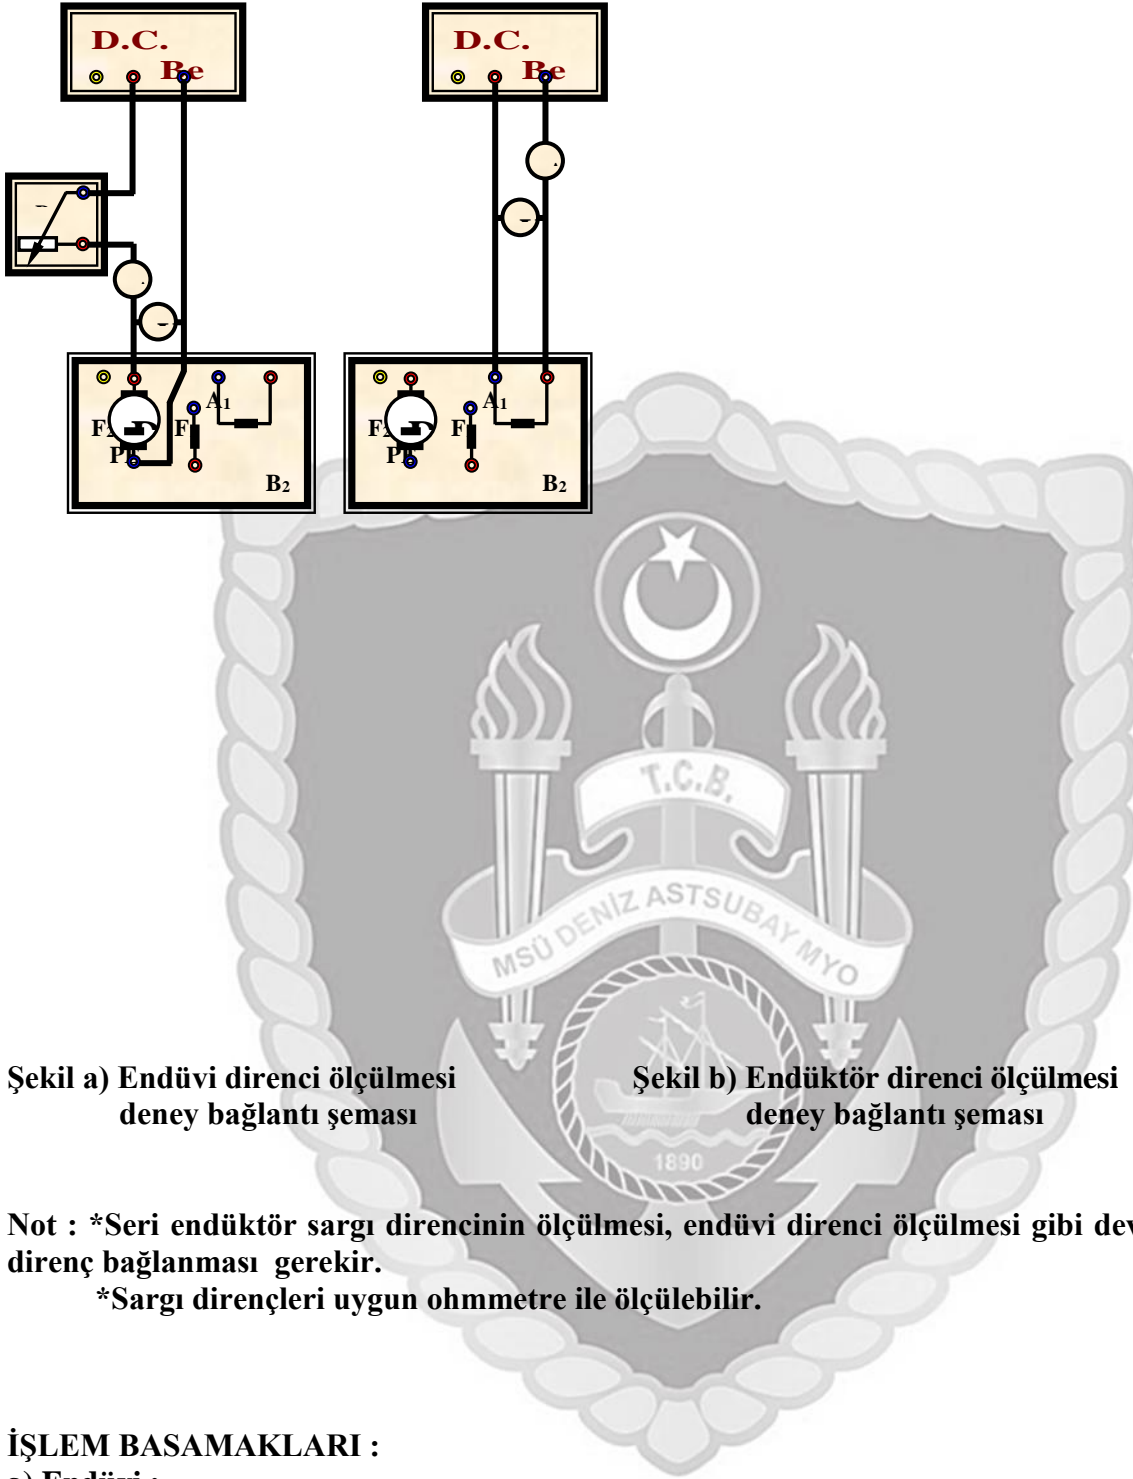 D.C.
Be
D.C.
Be
A1
F2
F
B2
A1
F2
F
B2
T.C.B.
MSÜ DENİZ ASTSUBAY MYO
1890
Şekil a) Endüvi direnci ölçülmesi
deney bağlantı şeması
Şekil b) Endüktör direnci ölçülmesi
deney bağlantı şeması
Not : *Seri endüktör sargı direncinin ölçülmesi, endüvi direnci ölçülmesi gibi dev
direnç bağlanması gerekir.
*Sargı dirençleri uygun ohmmetre ile ölçülebilir.
İŞLEM BASAMAKLARI :
a) Endüvi :